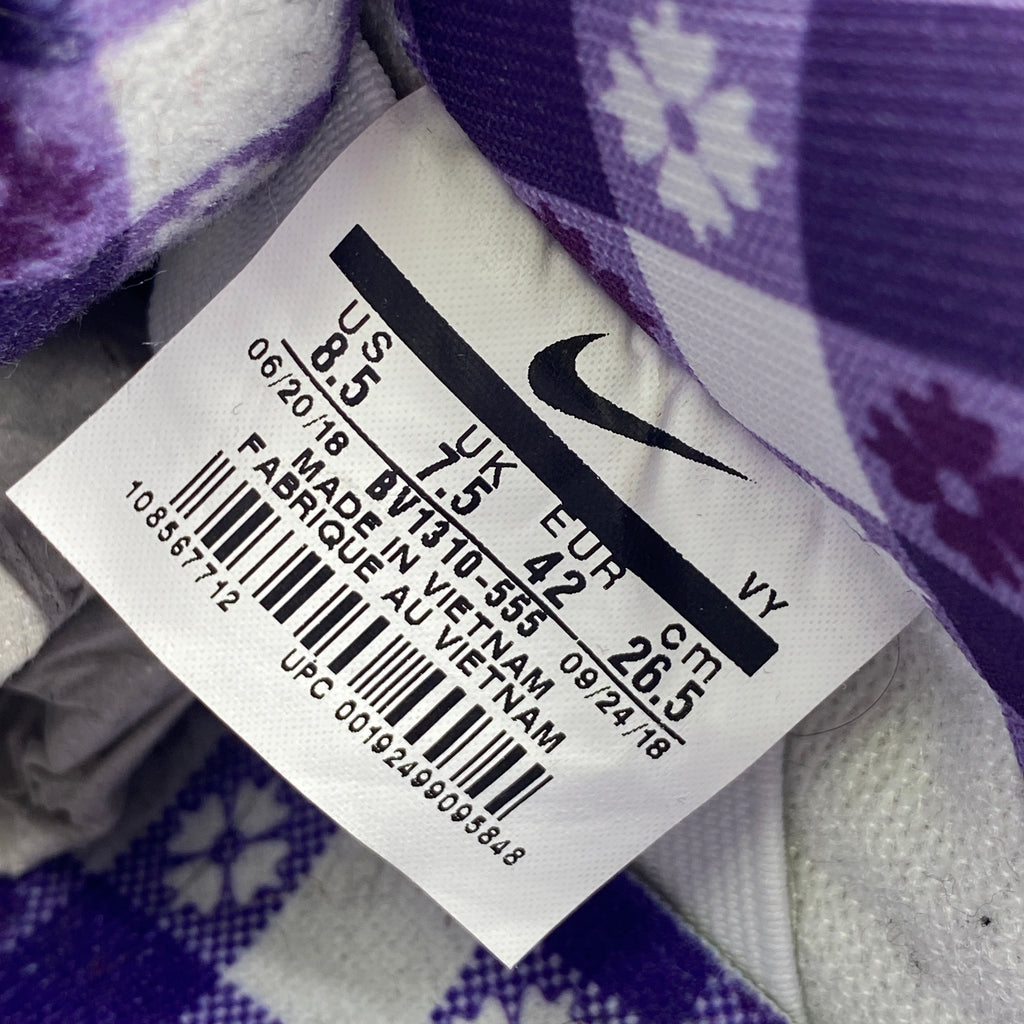 VY
US UK EUR cm
8.5 7.5 42 26.5
06/20/18 BV1310-555 09/24/18
MADE IN VIETNAM
FABRIQUE AU VIETNAM
1085677712
UPC 00192499095848